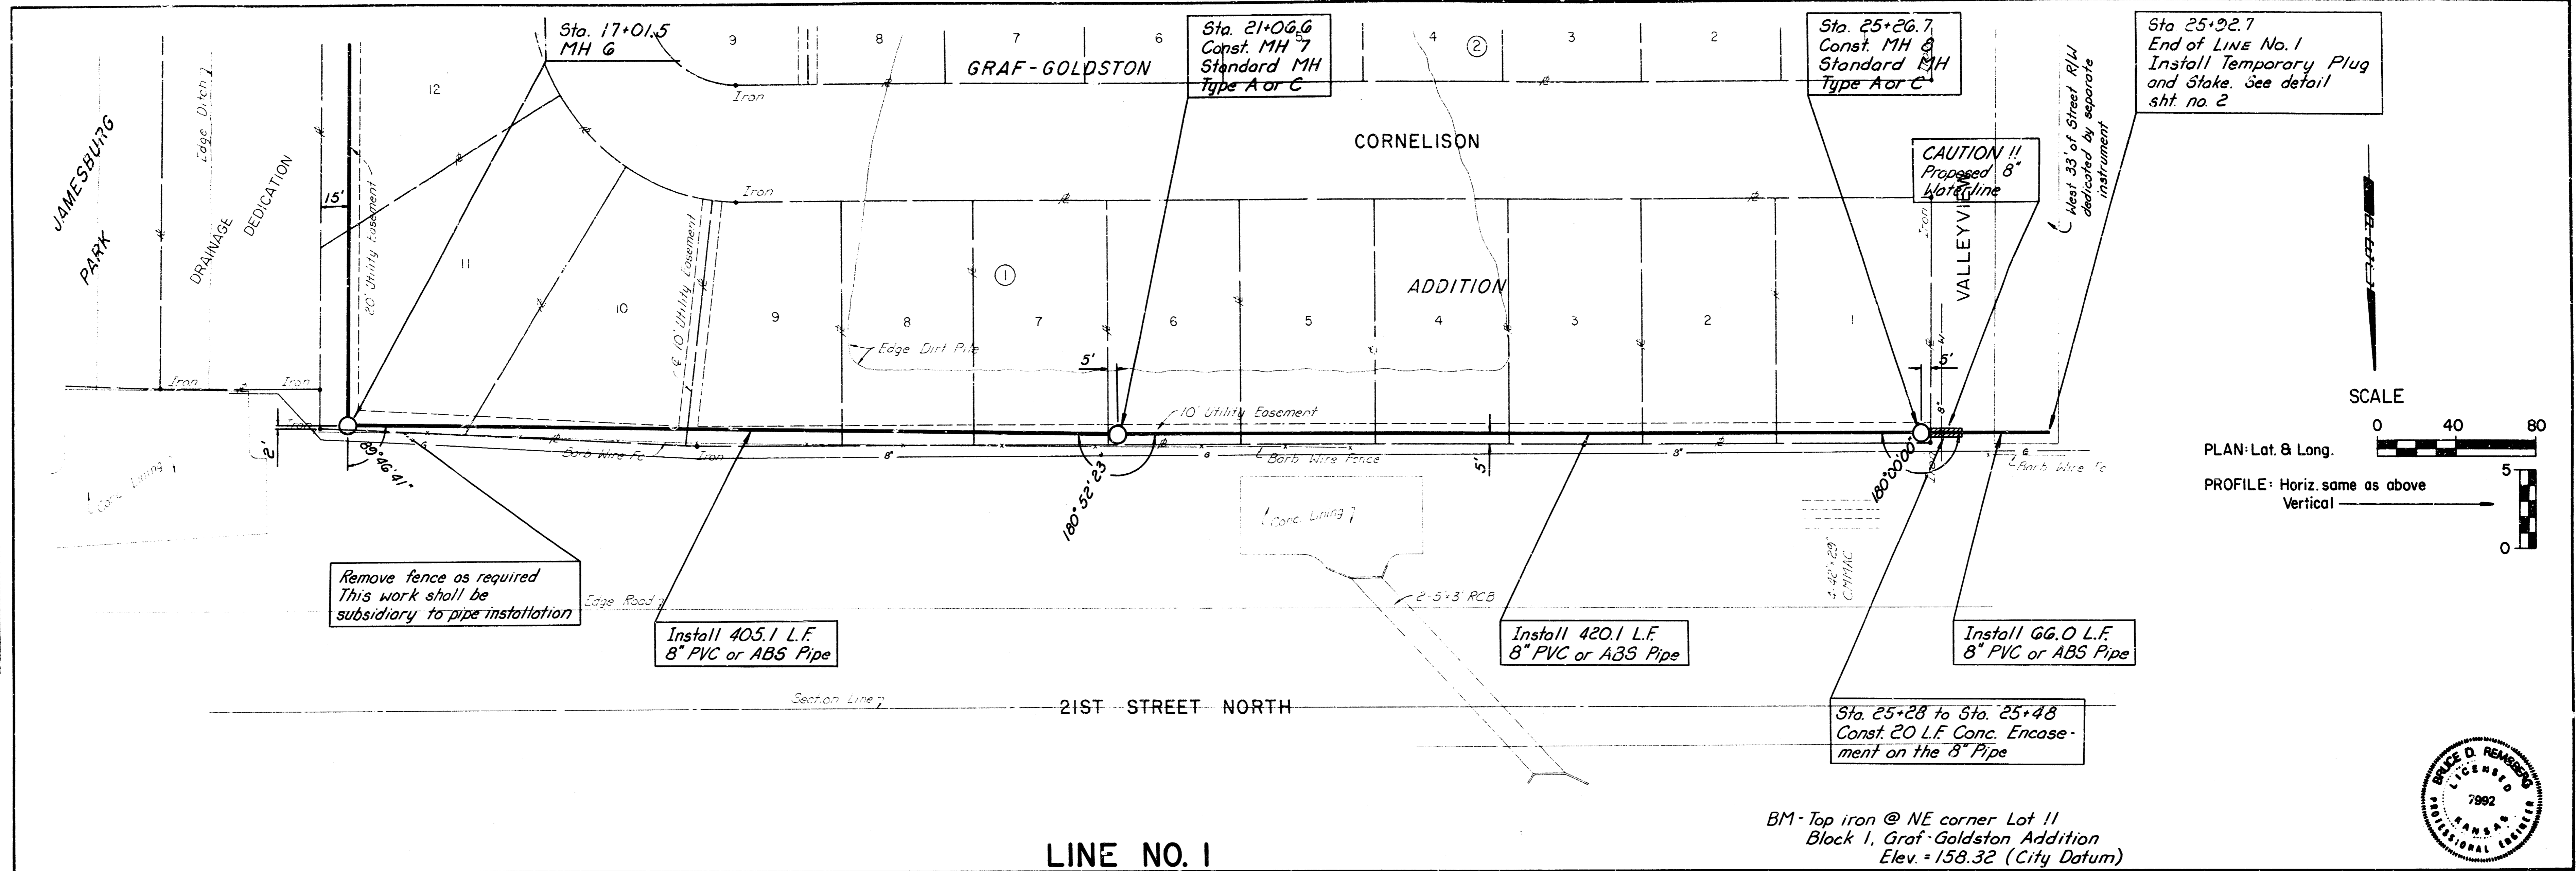 Sta. 17+01.5
MH 6
Sta. 21+06.6
Const. MH 7
Standard MH
Type A or C
Sta. 25+26.7
Const. MH 8
Standard MH
Type A or C
Sta 25+92.7
End of LINE No. 1
Install Temporary Plug
and Stake. See detail
sht. no. 2
9
8
7
6
5
4
②
3
2
GRAF-GOLDSTON
Iron
12
Edge Ditch
JAMESBURG
PARK
DRAINAGE
DEDICATION
15'
20' Utility Easement
CORNELISON
CAUTION !!
Proposed 8"
Waterline
West 33' of Street R/W
dedicated by separate
instrument
Iron
Iron
VALLEYVIEW
11
10
℄ 10' Utility Easement
①
ADDITION
9
8
7
6
5
4
3
2
1
Edge Dirt Pile
5'
5'
W
8"
Iron
Iron
Iron
2'
10' Utility Easement
89°46'41"
G
Barb Wire Fc.
Iron
8"
180°52'23"
G
Barb Wire Fence
5'
8"
180°00'00"
Iron
G
Barb Wire Fc
Conc Lining
Conc Lining
4-42"x29"
CMMAC
SCALE
0 40 80
PLAN: Lat. & Long.
PROFILE: Horiz. same as above
Vertical
5
0
Remove fence as required
This work shall be
subsidiary to pipe installation
Edge Road
2-5'x3' RCB
Install 405.1 L.F.
8" PVC or ABS Pipe
Install 420.1 L.F.
8" PVC or ABS Pipe
Install 66.0 L.F.
8" PVC or ABS Pipe
Section Line
21ST STREET NORTH
Sta. 25+28 to Sta. 25+48
Const. 20 L.F. Conc. Encase-
ment on the 8" Pipe
BM - Top iron @ NE corner Lot 11
Block 1, Graf-Goldston Addition
Elev. = 158.32 (City Datum)
LINE NO. 1
BRUCE D. REMSBERG
LICENSED
7992
KANSAS
PROFESSIONAL ENGINEER